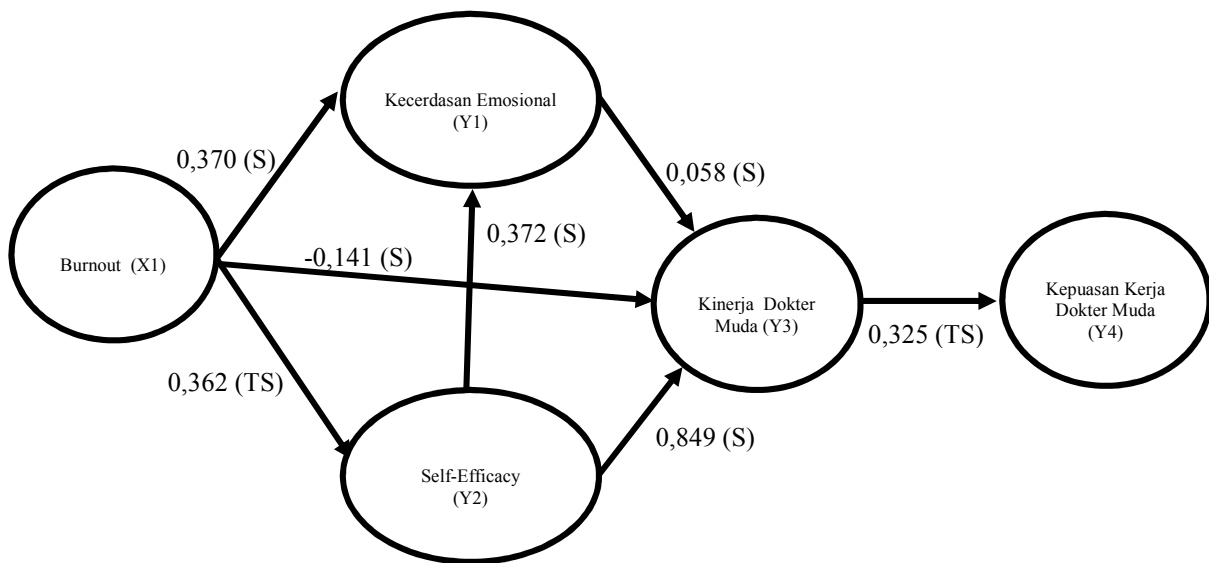 Kecerdasan Emosional
(Y1)
0,370 (S)
0,058 (S)
0,372 (S)
Burnout (X1)
-0,141 (S)
Kinerja Dokter
Muda (Y3)
Kepuasan Kerja
Dokter Muda
(Y4)
0,325 (TS)
0,362 (TS)
0,849 (S)
Self-Efficacy
(Y2)